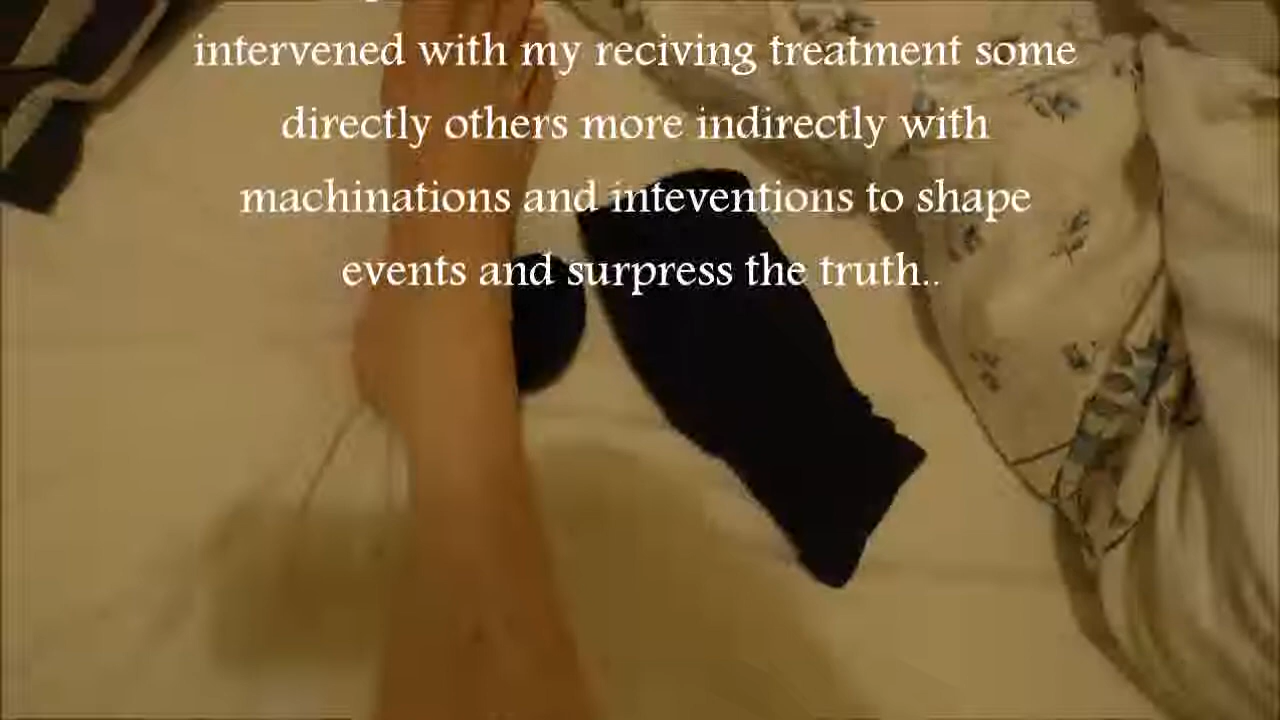 intervened with my reciving treatment some
directly others more indirectly with
machinations and inteventions to shape
events and surpress the truth..